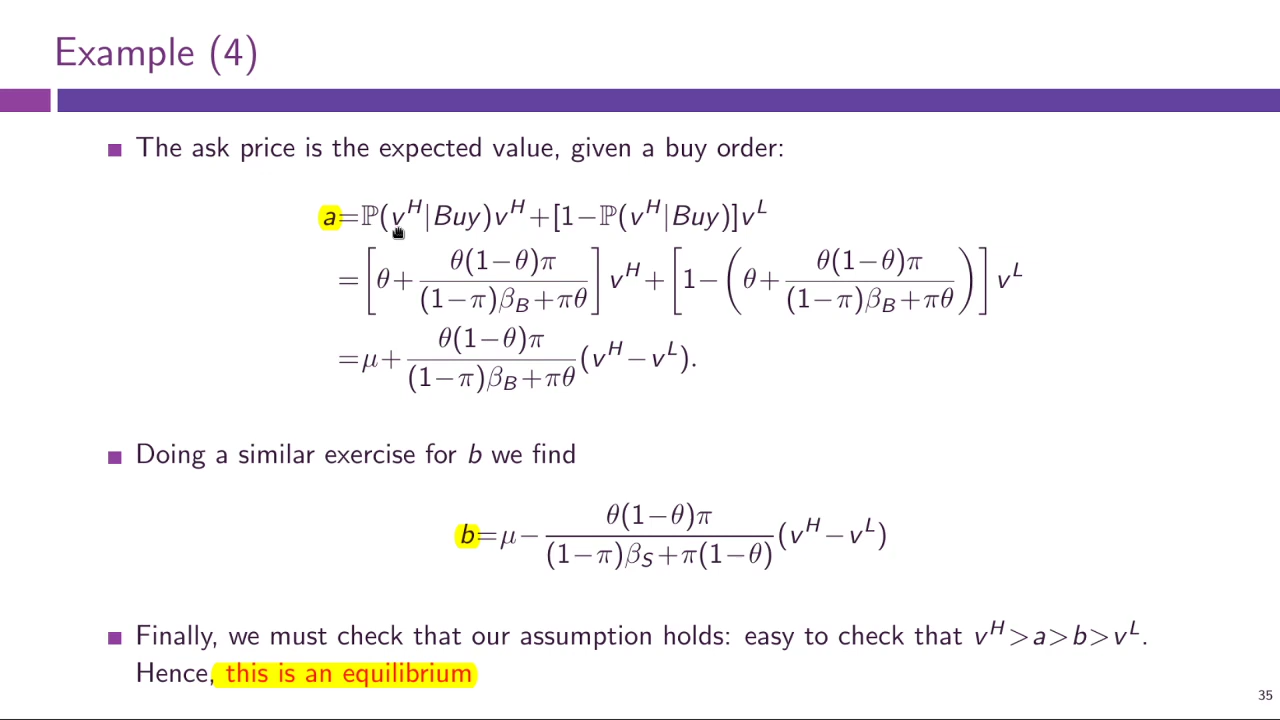 Example (4)
The ask price is the expected value, given a buy order:
a=ℙ(v^H|Buy)v^H+[1−ℙ(v^H|Buy)]v^L
=[θ+θ(1−θ)π/((1−π)β_B+πθ)]v^H+[1−(θ+θ(1−θ)π/((1−π)β_B+πθ))]v^L
=μ+θ(1−θ)π/((1−π)β_B+πθ)(v^H−v^L).
Doing a similar exercise for b we find
b=μ−θ(1−θ)π/((1−π)β_S+π(1−θ))(v^H−v^L)
Finally, we must check that our assumption holds: easy to check that v^H>a>b>v^L.
Hence, this is an equilibrium
35